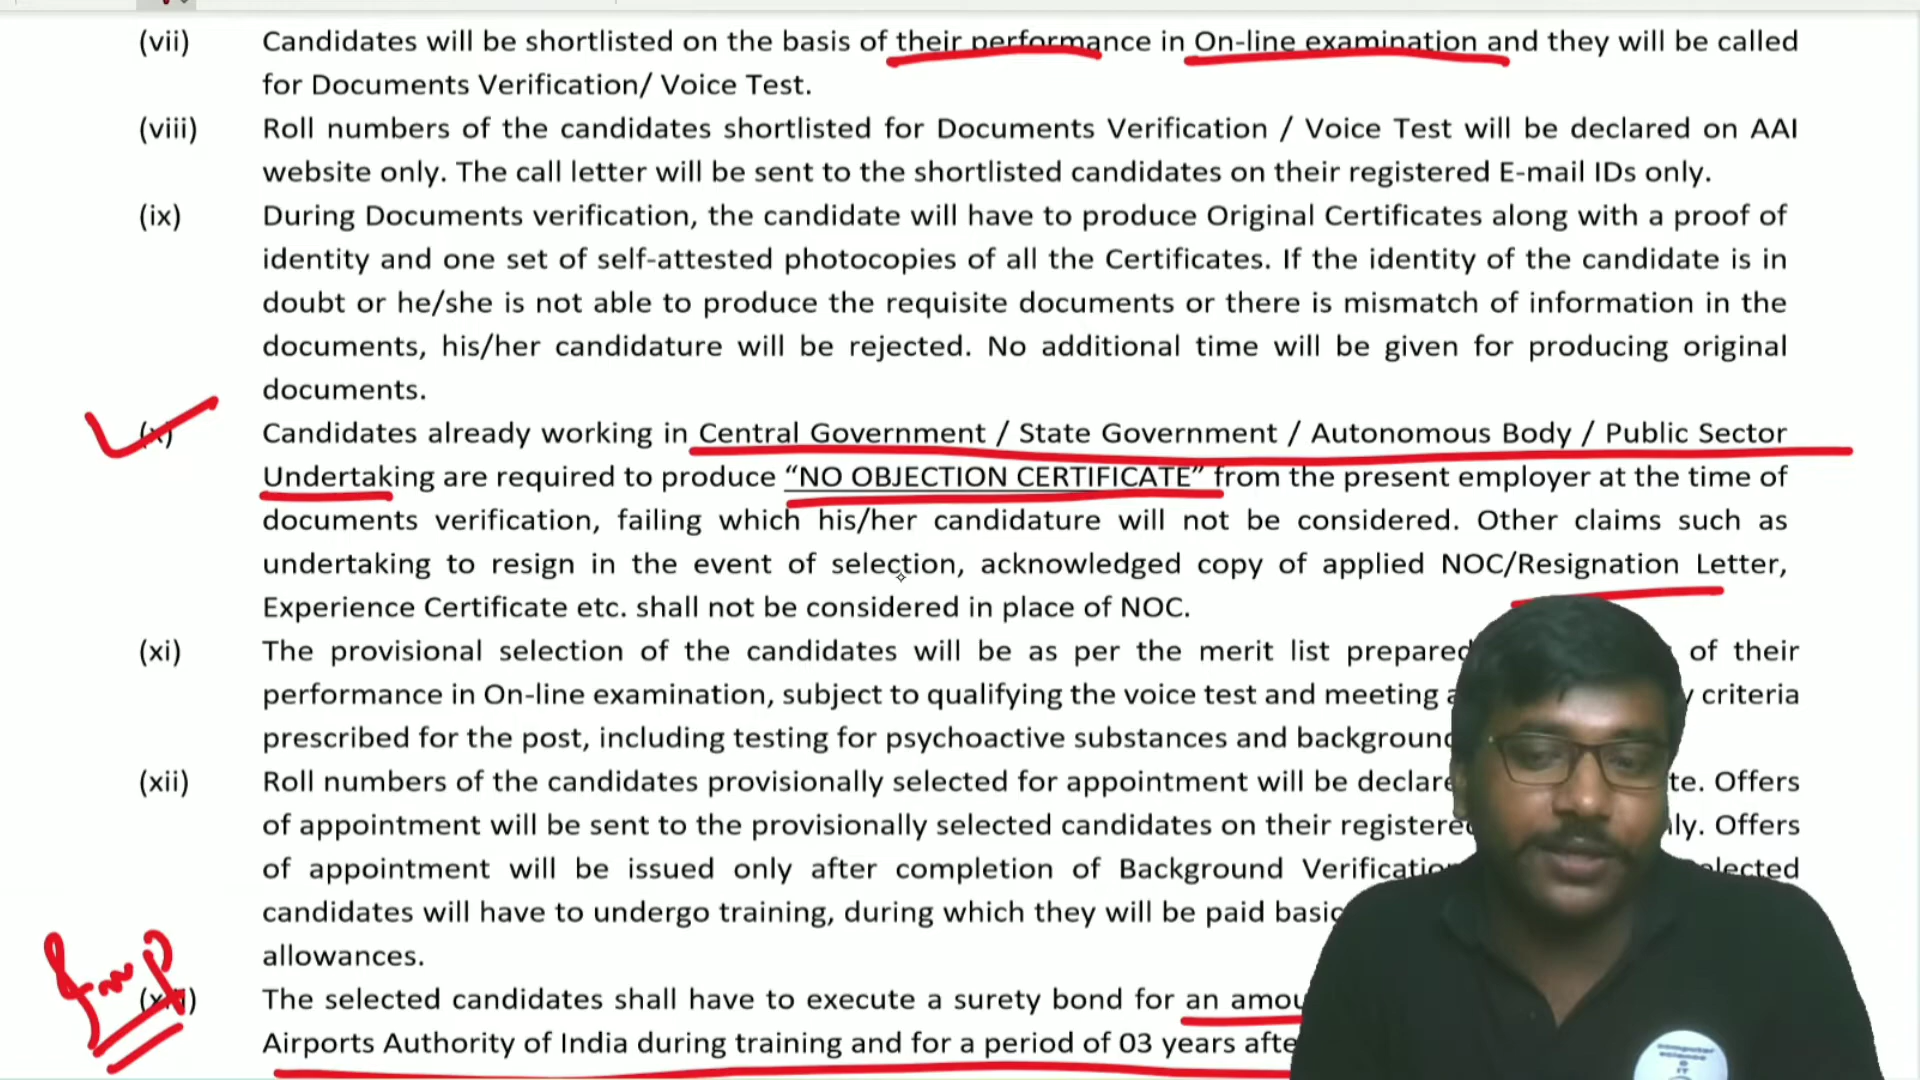 (vii) Candidates will be shortlisted on the basis of their performance in On-line examination and they will be called
for Documents Verification/ Voice Test.
(viii) Roll numbers of the candidates shortlisted for Documents Verification / Voice Test will be declared on AAI
website only. The call letter will be sent to the shortlisted candidates on their registered E-mail IDs only.
(ix) During Documents verification, the candidate will have to produce Original Certificates along with a proof of
identity and one set of self-attested photocopies of all the Certificates. If the identity of the candidate is in
doubt or he/she is not able to produce the requisite documents or there is mismatch of information in the
documents, his/her candidature will be rejected. No additional time will be given for producing original
documents.
(x) Candidates already working in Central Government / State Government / Autonomous Body / Public Sector
Undertaking are required to produce “NO OBJECTION CERTIFICATE” from the present employer at the time of
documents verification, failing which his/her candidature will not be considered. Other claims such as
undertaking to resign in the event of selection, acknowledged copy of applied NOC/Resignation Letter,
Experience Certificate etc. shall not be considered in place of NOC.
(xi) The provisional selection of the candidates will be as per the merit list prepared of their
performance in On-line examination, subject to qualifying the voice test and meeting criteria
prescribed for the post, including testing for psychoactive substances and background
(xii) Roll numbers of the candidates provisionally selected for appointment will be declare te. Offers
of appointment will be sent to the provisionally selected candidates on their registere ly. Offers
of appointment will be issued only after completion of Background Verificatio elected
candidates will have to undergo training, during which they will be paid basic
allowances.
Imp
The selected candidates shall have to execute a surety bond for an amou
Airports Authority of India during training and for a period of 03 years afte
computer
science
&
IT